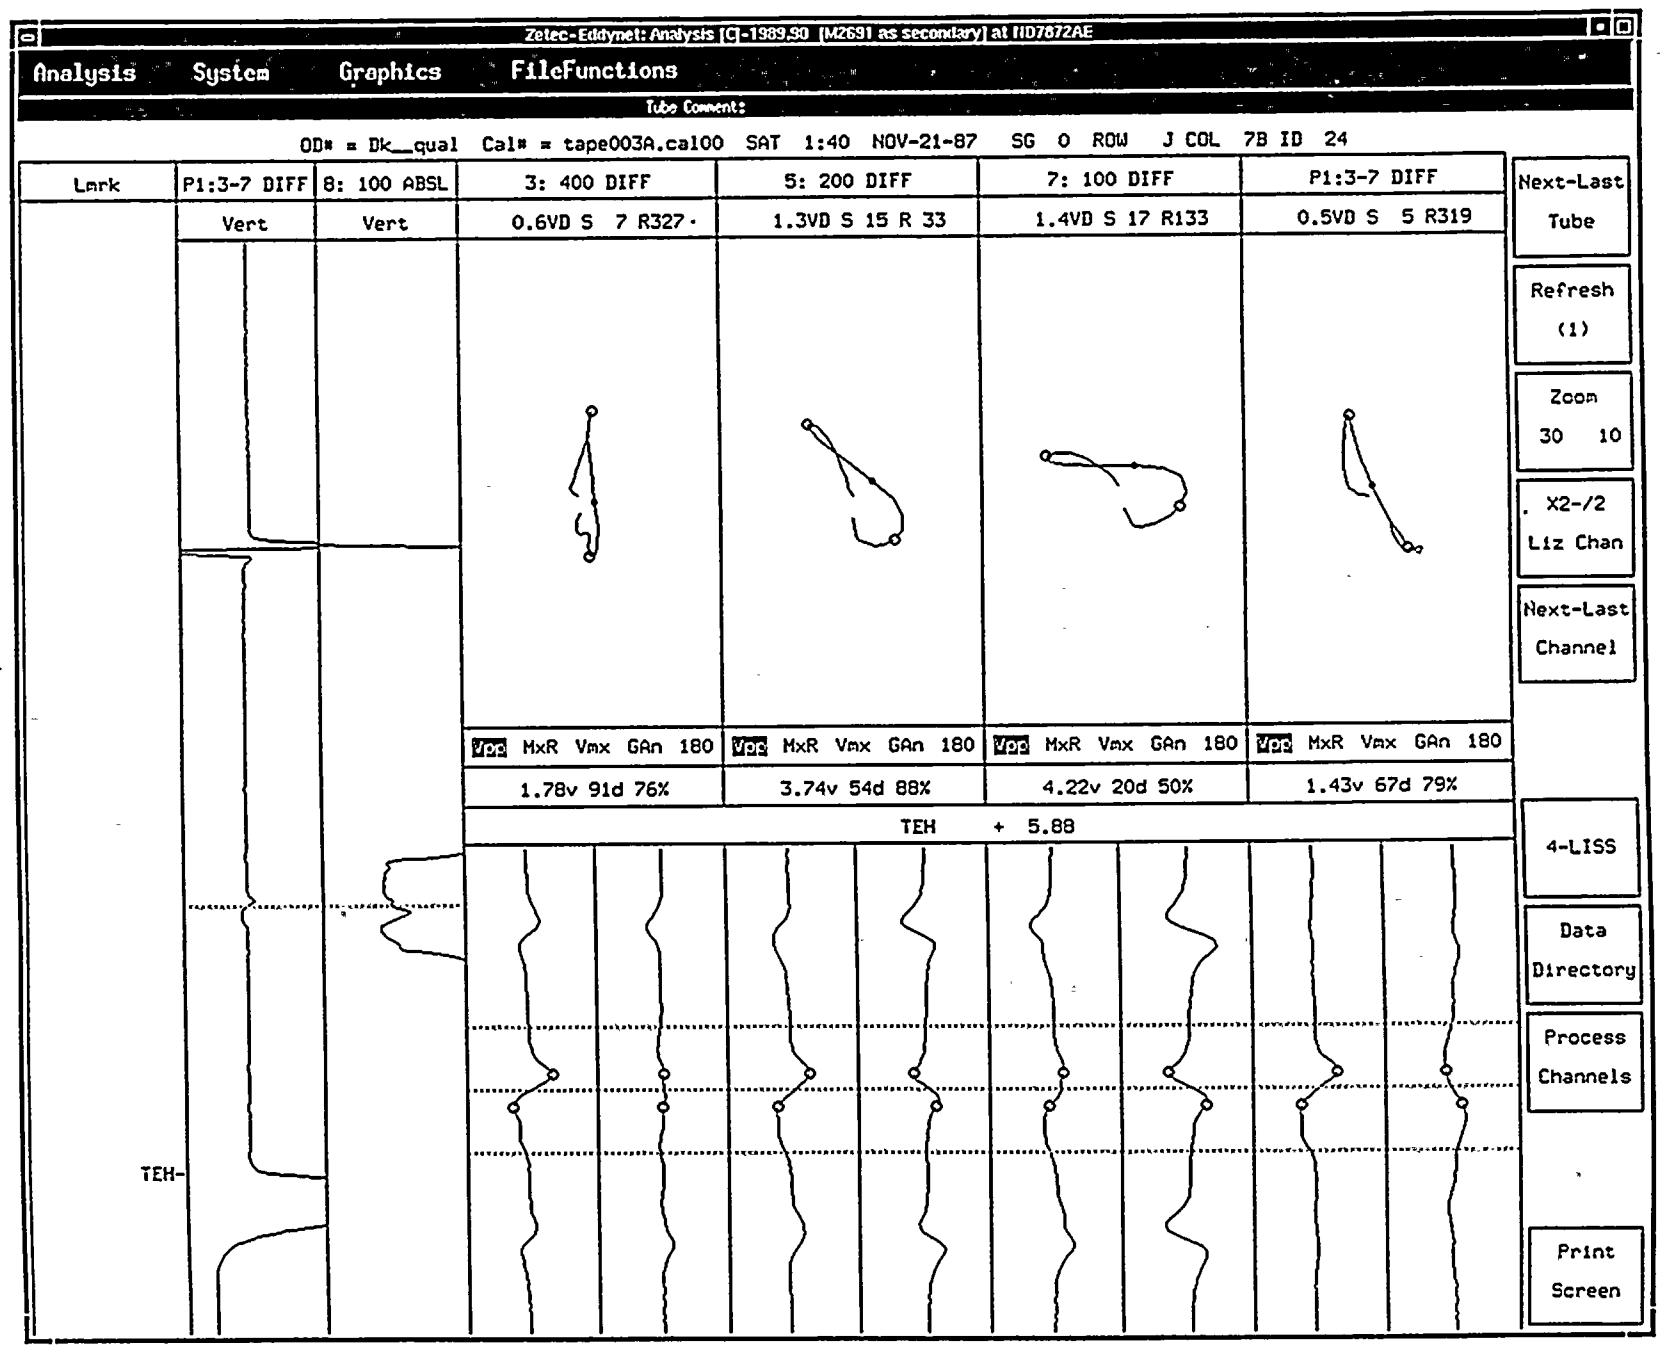 Zetec-Eddynet: Analysis [C]-1989,90 [M2691 as secondary] at ND7872AE
Analysis System Graphics FileFunctions
Tube Comment:
OD# = Dk__qual Cal# = tape003A.cal00 SAT 1:40 NOV-21-87 SG 0 ROW J COL 7B ID 24
Lmrk P1:3-7 DIFF 8: 100 ABSL 3: 400 DIFF 5: 200 DIFF 7: 100 DIFF P1:3-7 DIFF
Vert Vert 0.6VD S 7 R327 1.3VD S 15 R 33 1.4VD S 17 R133 0.5VD S 5 R319
Next-Last
Tube
Refresh
(1)
Zoom
30 10
X2-/2
Liz Chan
Next-Last
Channel
Vpp MxR Vmx GAn 180 Vpp MxR Vmx GAn 180 Vpp MxR Vmx GAn 180 Vpp MxR Vmx GAn 180
1.78v 91d 76% 3.74v 54d 88% 4.22v 20d 50% 1.43v 67d 79%
TEH + 5.88
4-LISS
Data
Directory
Process
Channels
TEH-
Print
Screen